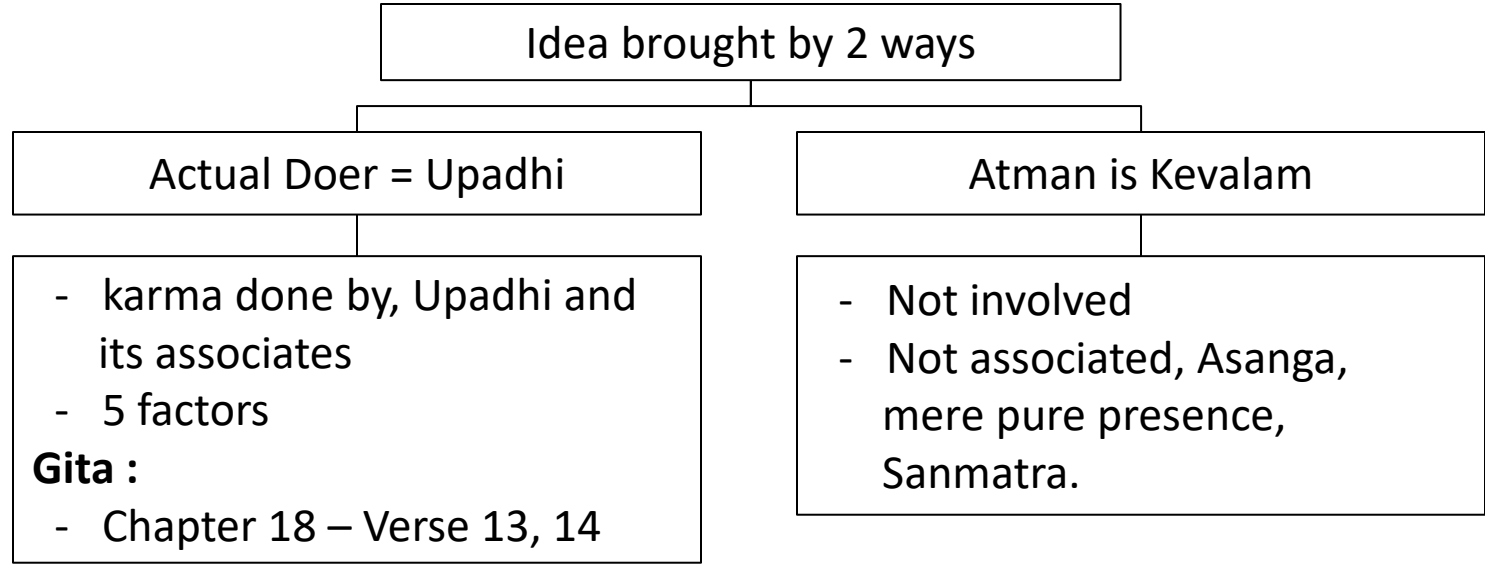 Idea brought by 2 ways
Actual Doer = Upadhi
- karma done by, Upadhi and
its associates
- 5 factors
Gita :
- Chapter 18 – Verse 13, 14
Atman is Kevalam
- Not involved
- Not associated, Asanga,
mere pure presence,
Sanmatra.